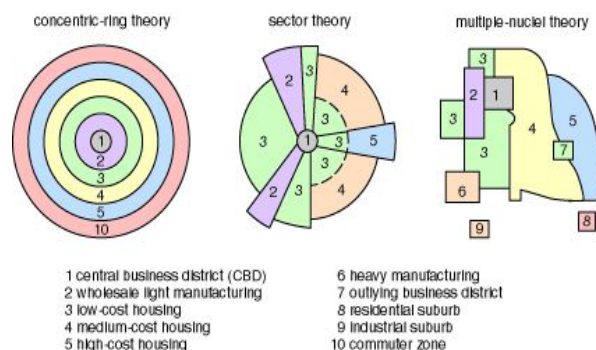 concentric-ring theory
sector theory
multiple-nuclei theory
1
2
3
4
5
10
2
3
4
3
3
1
3
5
3
2
3
4
3
2
1
3
3
4
5
7
6
9
8
1 central business district (CBD)
2 wholesale light manufacturing
3 low-cost housing
4 medium-cost housing
5 high-cost housing
6 heavy manufacturing
7 outlying business district
8 residential suburb
9 industrial suburb
10 commuter zone